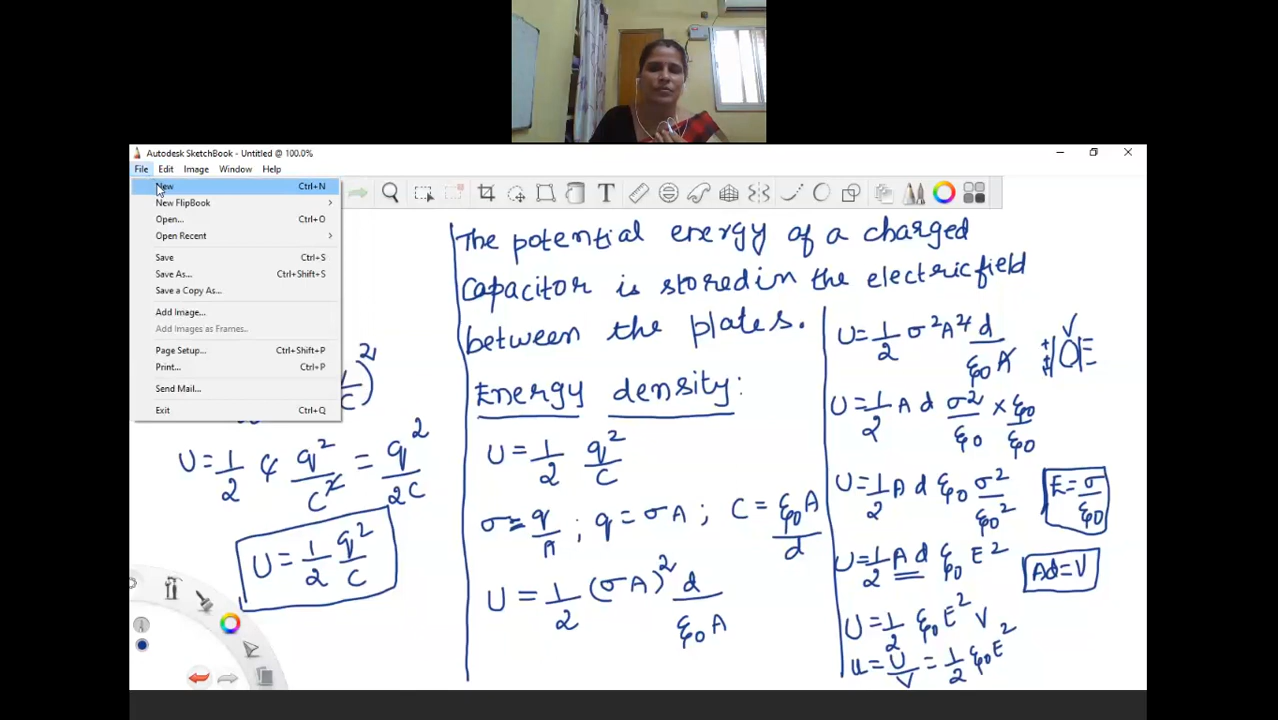 Autodesk SketchBook - Untitled @ 100.0%
File Edit Image Window Help
New Ctrl+N
New FlipBook
Open... Ctrl+O
Open Recent
Save Ctrl+S
Save As... Ctrl+Shift+S
Save a Copy As...
Add Image...
Add Images as Frames..
Page Setup... Ctrl+Shift+P
Print... Ctrl+P
Send Mail...
Exit Ctrl+Q
U = 1/2 C q²/C² = q²/2C
U = 1/2 q²/C
The potential energy of a charged
Capacitor is stored in the electric field
between the plates.
Energy density:
U = 1/2 q²/C
σ = q/A ; q = σA ; C = ε0A/d
U = 1/2 (σA)² d/ε0A
U = 1/2 σ²A² d/ε0A
U = 1/2 A d σ²/ε0 × ε0/ε0
U = 1/2 A d ε0 σ²/ε0²
E = σ/ε0
U = 1/2 A d ε0 E²
Ad = V
U = 1/2 ε0 E² V
u = U/V = 1/2 ε0 E²